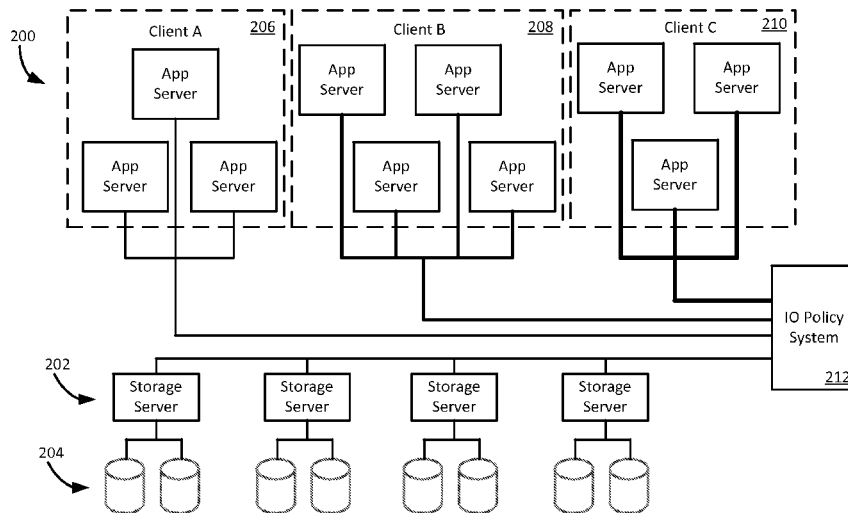 200
Client A
206
Client B
208
Client C
210
App
Server
App
Server
App
Server
App
Server
App
Server
App
Server
App
Server
App
Server
App
Server
App
Server
IO Policy
System
212
202
Storage
Server
Storage
Server
Storage
Server
Storage
Server
204